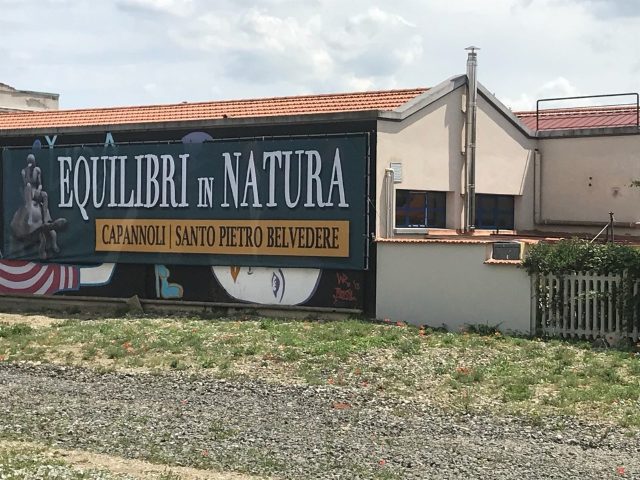 EQUILIBRI IN NATURA
CAPANNOLI | SANTO PIETRO BELVEDERE